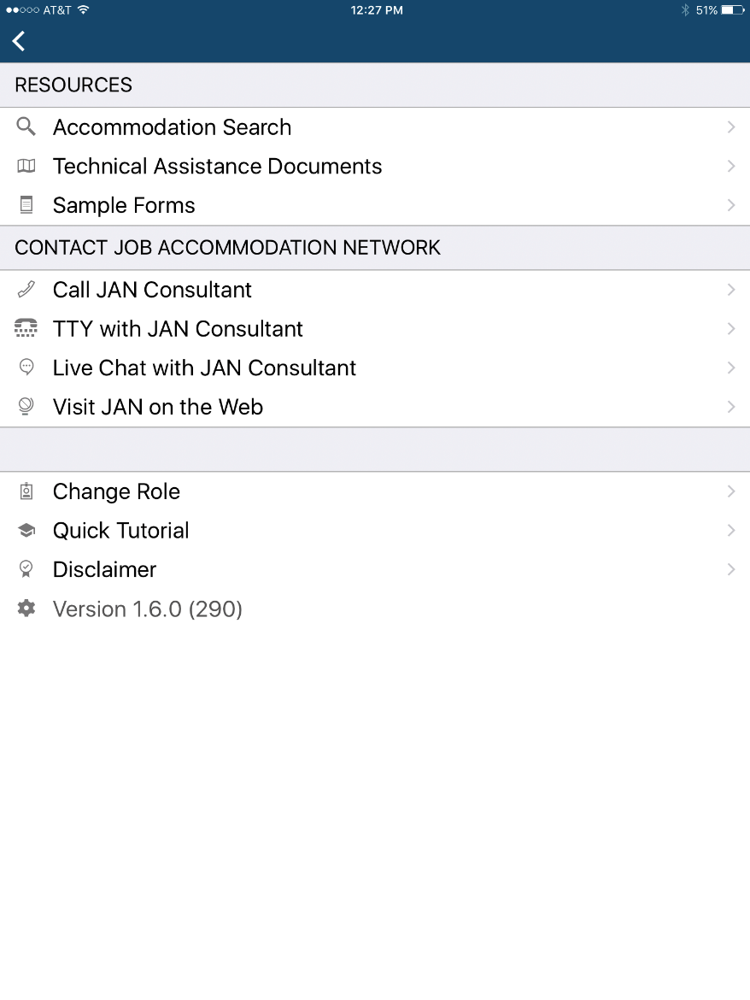 AT&T 12:27 PM 51%
RESOURCES
Accommodation Search
Technical Assistance Documents
Sample Forms
CONTACT JOB ACCOMMODATION NETWORK
Call JAN Consultant
TTY with JAN Consultant
Live Chat with JAN Consultant
Visit JAN on the Web
Change Role
Quick Tutorial
Disclaimer
Version 1.6.0 (290)